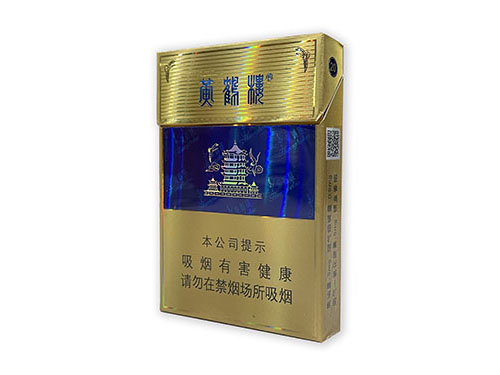 黄鹤楼
本公司提示
吸烟有害健康
请勿在禁烟场所吸烟